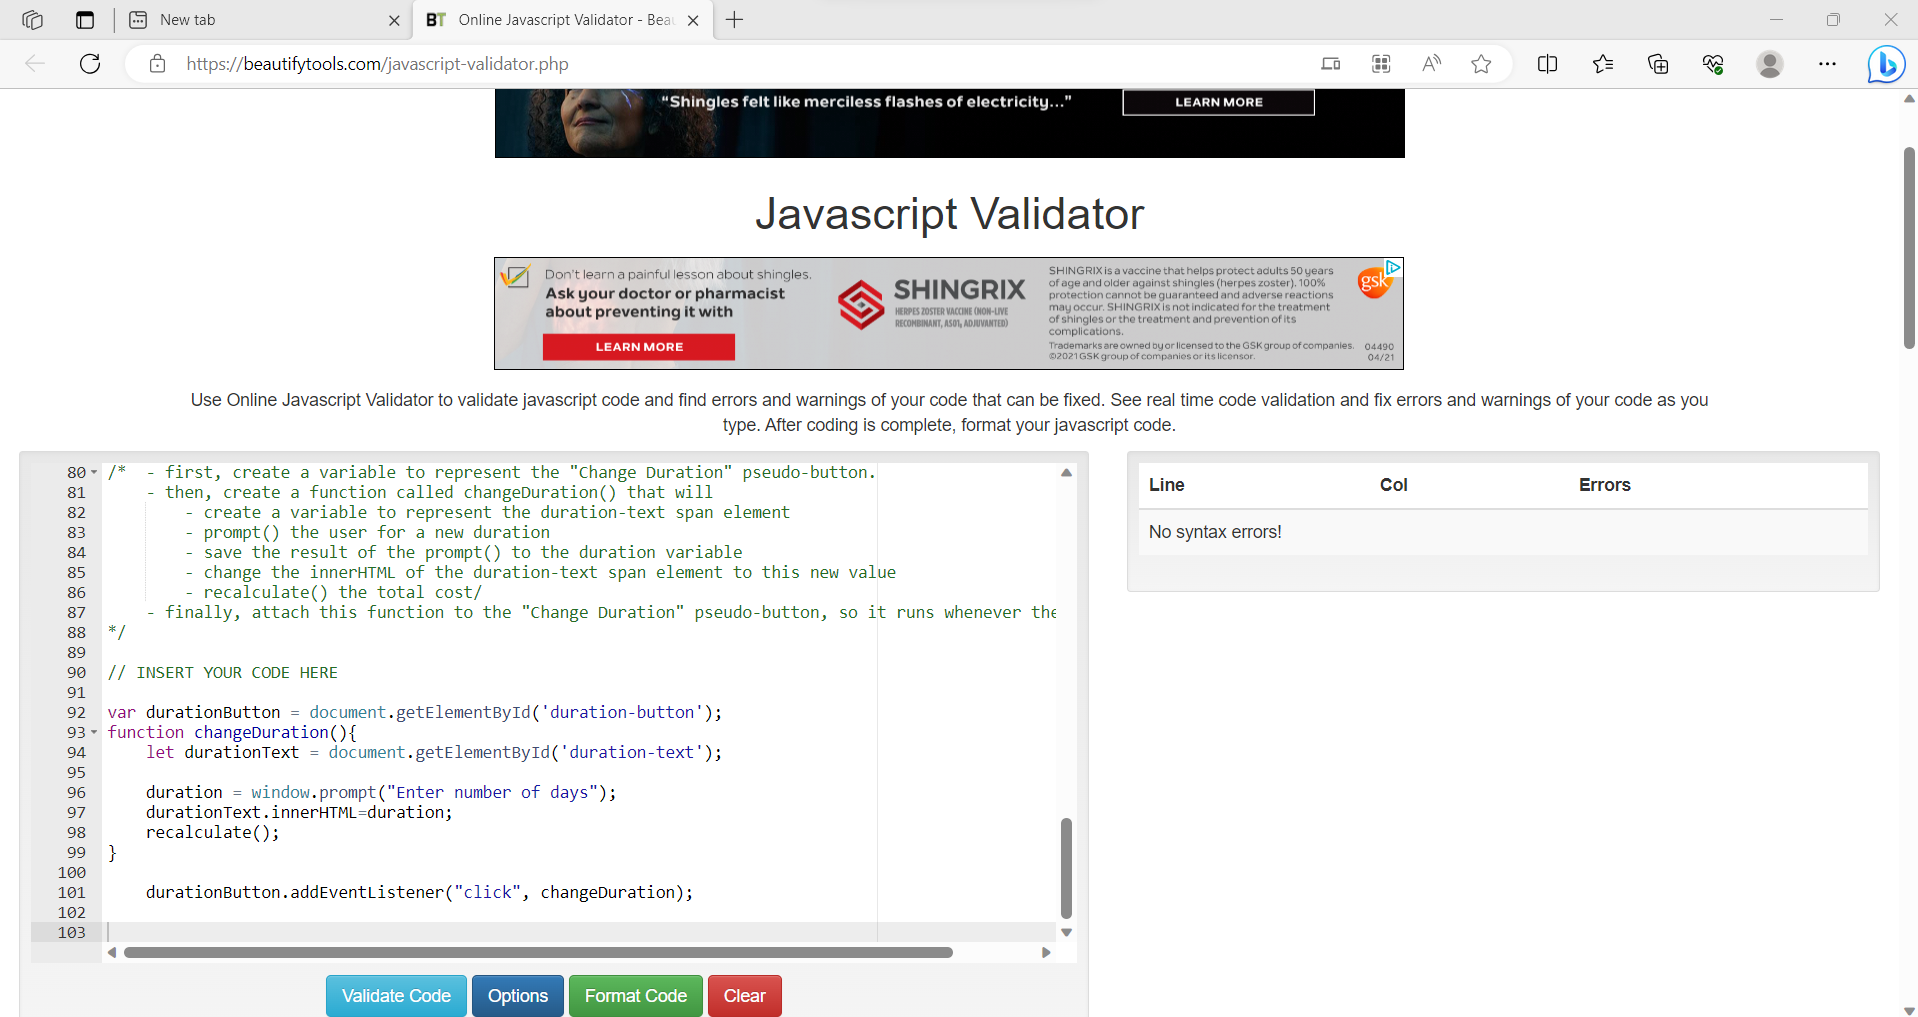 New tab
BT Online Javascript Validator - Beau
https://beautifytools.com/javascript-validator.php
"Shingles felt like merciless flashes of electricity..."
LEARN MORE
Javascript Validator
Don't learn a painful lesson about shingles.
Ask your doctor or pharmacist
about preventing it with
LEARN MORE
SHINGRIX
HERPES ZOSTER VACCINE (NON-LIVE
RECOMBINANT, AS01B ADJUVANTED)
SHINGRIX is a vaccine that helps protect adults 50 years
of age and older against shingles (herpes zoster). 100%
protection cannot be guaranteed and adverse reactions
may occur. SHINGRIX is not indicated for the treatment
of shingles or the treatment and prevention of its
complications.
Trademarks are owned by or licensed to the GSK group of companies.
©2021 GSK group of companies or its licensor.
04490
04/21
gsk
Use Online Javascript Validator to validate javascript code and find errors and warnings of your code that can be fixed. See real time code validation and fix errors and warnings of your code as you
type. After coding is complete, format your javascript code.
80 /*  - first, create a variable to represent the "Change Duration" pseudo-button.
81     - then, create a function called changeDuration() that will
82         - create a variable to represent the duration-text span element
83         - prompt() the user for a new duration
84         - save the result of the prompt() to the duration variable
85         - change the innerHTML of the duration-text span element to this new value
86         - recalculate() the total cost/
87     - finally, attach this function to the "Change Duration" pseudo-button, so it runs whenever the
88 */
89
90 // INSERT YOUR CODE HERE
91
92 var durationButton = document.getElementById('duration-button');
93 function changeDuration(){
94     let durationText = document.getElementById('duration-text');
95
96     duration = window.prompt("Enter number of days");
97     durationText.innerHTML=duration;
98     recalculate();
99 }
100
101     durationButton.addEventListener("click", changeDuration);
102
103
Line Col Errors
No syntax errors!
Validate Code
Options
Format Code
Clear